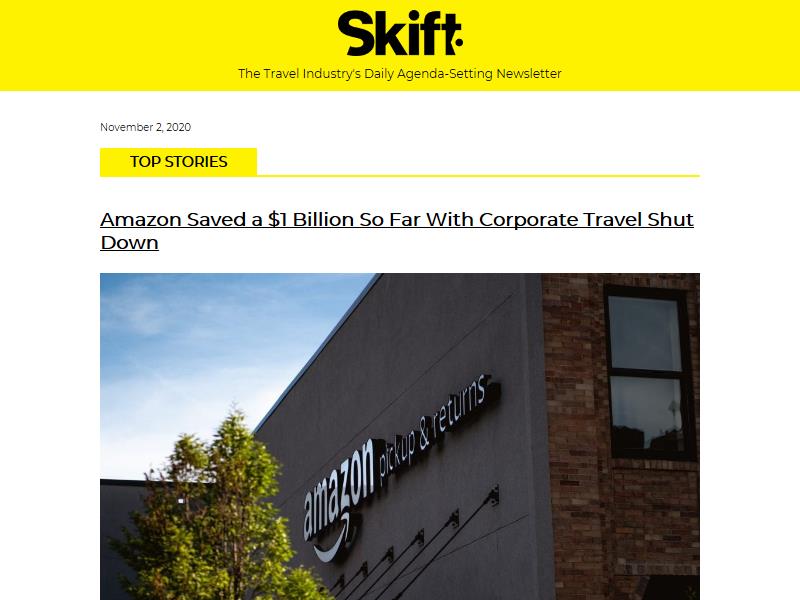 Skift
The Travel Industry's Daily Agenda-Setting Newsletter
November 2, 2020
TOP STORIES
Amazon Saved a $1 Billion So Far With Corporate Travel Shut
Down
amazon pickup & returns